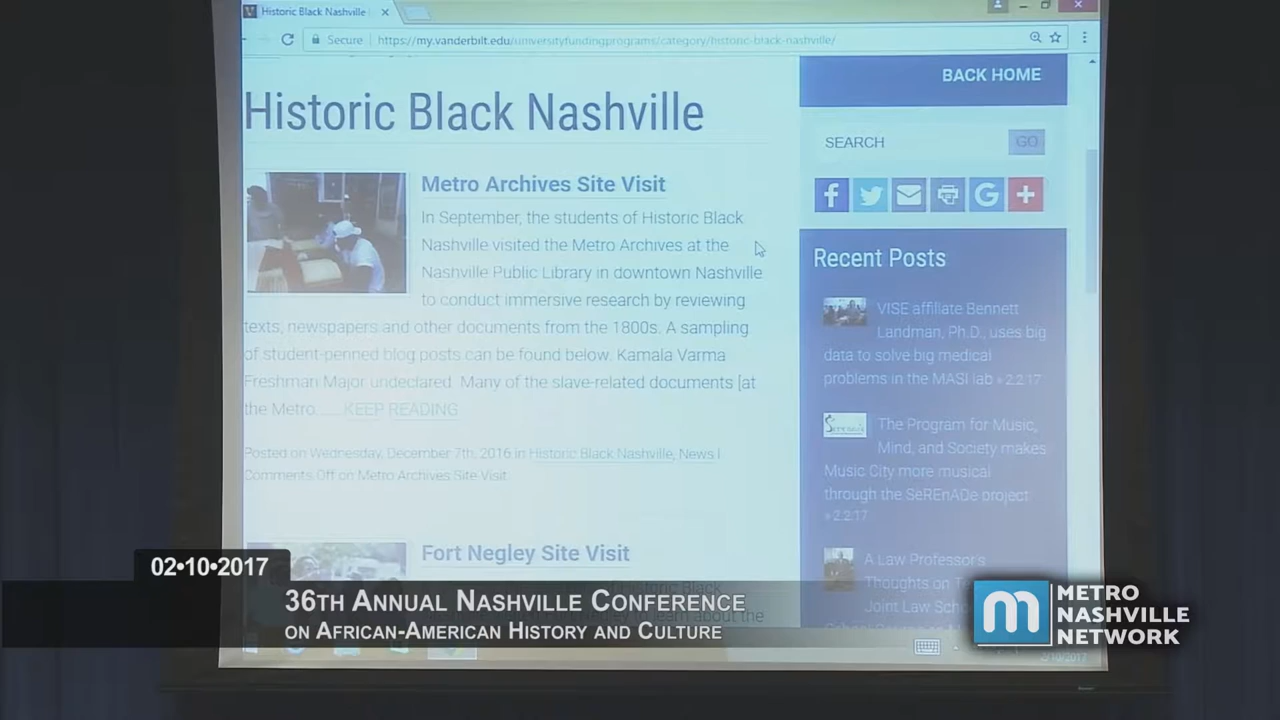 Historic Black Nashville
Secure https://my.vanderbilt.edu/universityfundingprograms/category/historic-black-nashville/
BACK HOME
Historic Black Nashville
SEARCH GO
Metro Archives Site Visit
In September, the students of Historic Black
Nashville visited the Metro Archives at the
Nashville Public Library in downtown Nashville
to conduct immersive research by reviewing
texts, newspapers and other documents from the 1800s. A sampling
of student-penned blog posts can be found below. Kamala Varma
Freshman Major undeclared. Many of the slave-related documents [at
the Metro...... KEEP READING
Posted on Wednesday, December 7th, 2016 in Historic Black Nashville, News |
Comments Off on Metro Archives Site Visit
Fort Negley Site Visit
Recent Posts
VISE affiliate Bennett
Landman, Ph.D., uses big
data to solve big medical
problems in the MASI lab » 2.2.17
The Program for Music,
Mind, and Society makes
Music City more musical
through the SeREnADe project
» 2.2.17
A Law Professor's
Thoughts on
Joint Law
02•10•2017
36TH ANNUAL NASHVILLE CONFERENCE
ON AFRICAN-AMERICAN HISTORY AND CULTURE
METRO
NASHVILLE
NETWORK